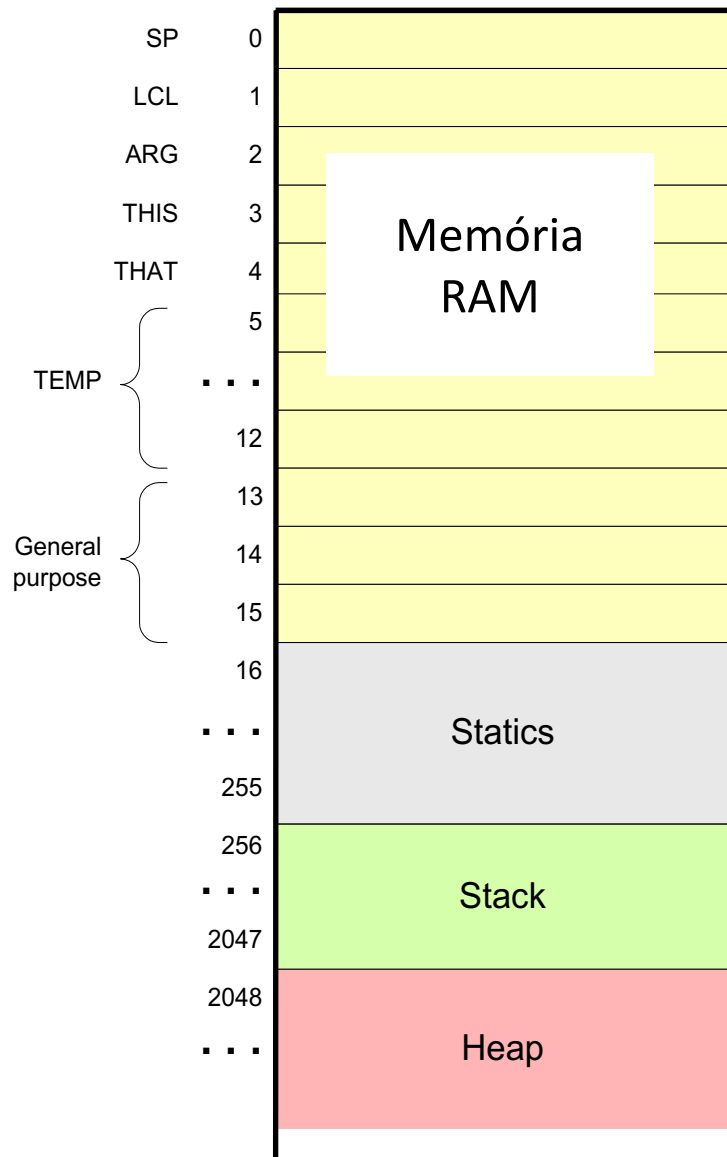 SP 0
LCL 1
ARG 2
THIS 3
THAT 4
Memória
RAM
5
TEMP
. . .
12
13
General
purpose
14
15
16
. . .
Statics
255
256
. . .
Stack
2047
2048
. . .
Heap